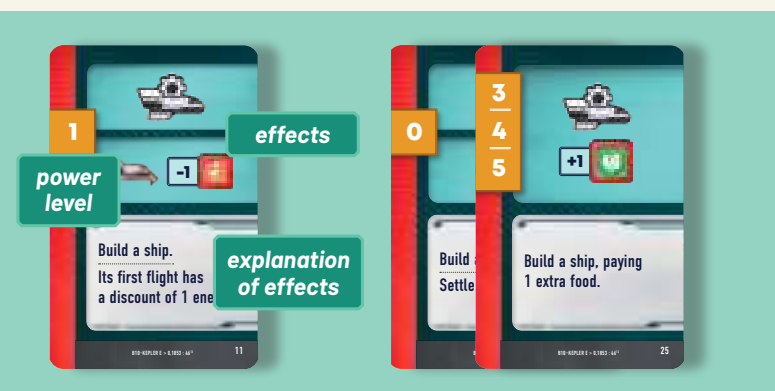 1
effects
-1
power
level
Build a ship.
Its first flight has
a discount of 1 ene
explanation
of effects
11
0
Build
Settle
3
4
5
+1
Build a ship, paying
1 extra food.
25